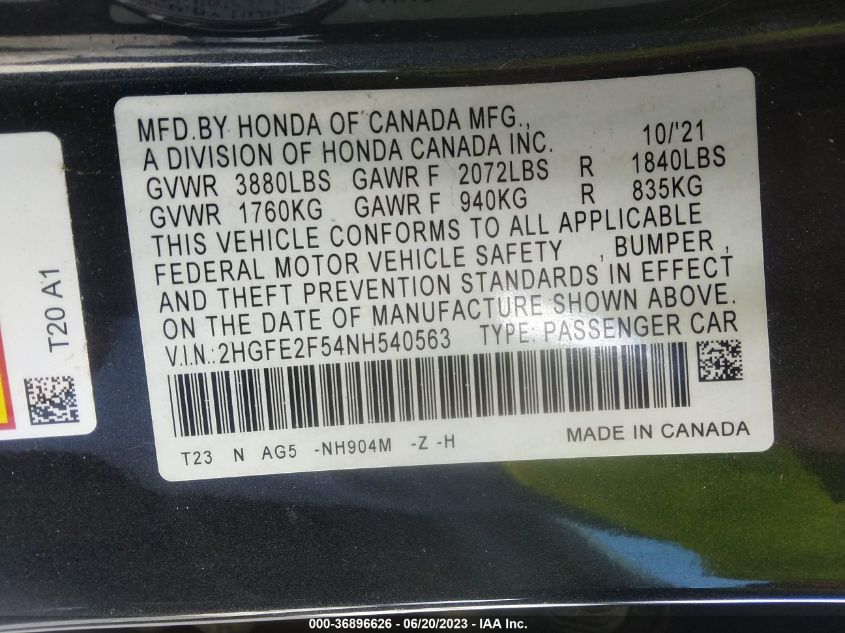 MFD.BY HONDA OF CANADA MFG.,
A DIVISION OF HONDA CANADA INC. 10/'21
GVWR 3880LBS GAWR F 2072LBS R 1840LBS
GVWR 1760KG GAWR F 940KG R 835KG
THIS VEHICLE CONFORMS TO ALL APPLICABLE
FEDERAL MOTOR VEHICLE SAFETY , BUMPER ,
AND THEFT PREVENTION STANDARDS IN EFFECT
ON THE DATE OF MANUFACTURE SHOWN ABOVE.
V.I.N.:2HGFE2F54NH540563 TYPE: PASSENGER CAR
T23 N AG5 -NH904M -Z -H MADE IN CANADA
T20 A1
000-36896626 - 06/20/2023 - IAA Inc.